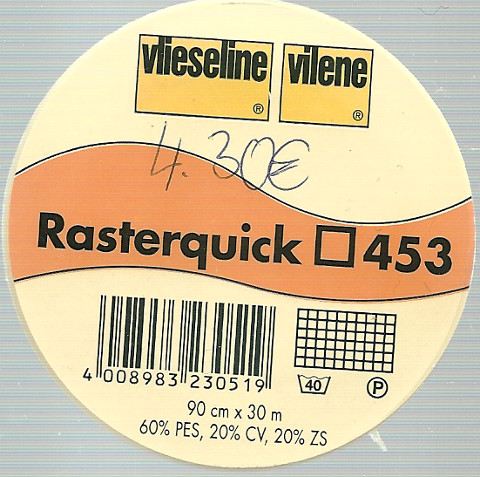 vlieseline ® vilene ®
4.30€
Rasterquick □ 453
4 008983 230519
40 P
90 cm x 30 m
60% PES, 20% CV, 20% ZS